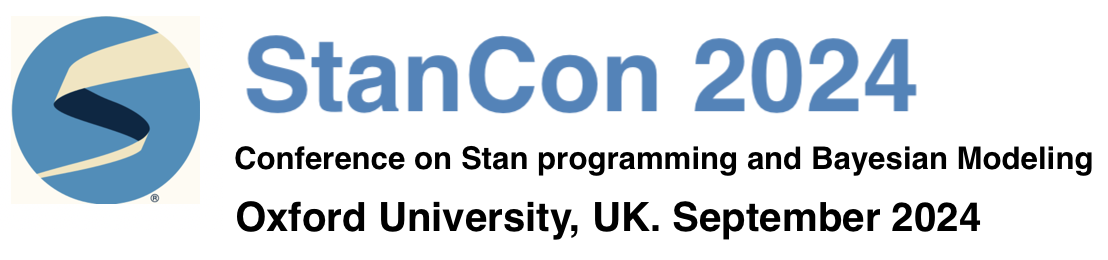 StanCon 2024
Conference on Stan programming and Bayesian Modeling
Oxford University, UK. September 2024
®